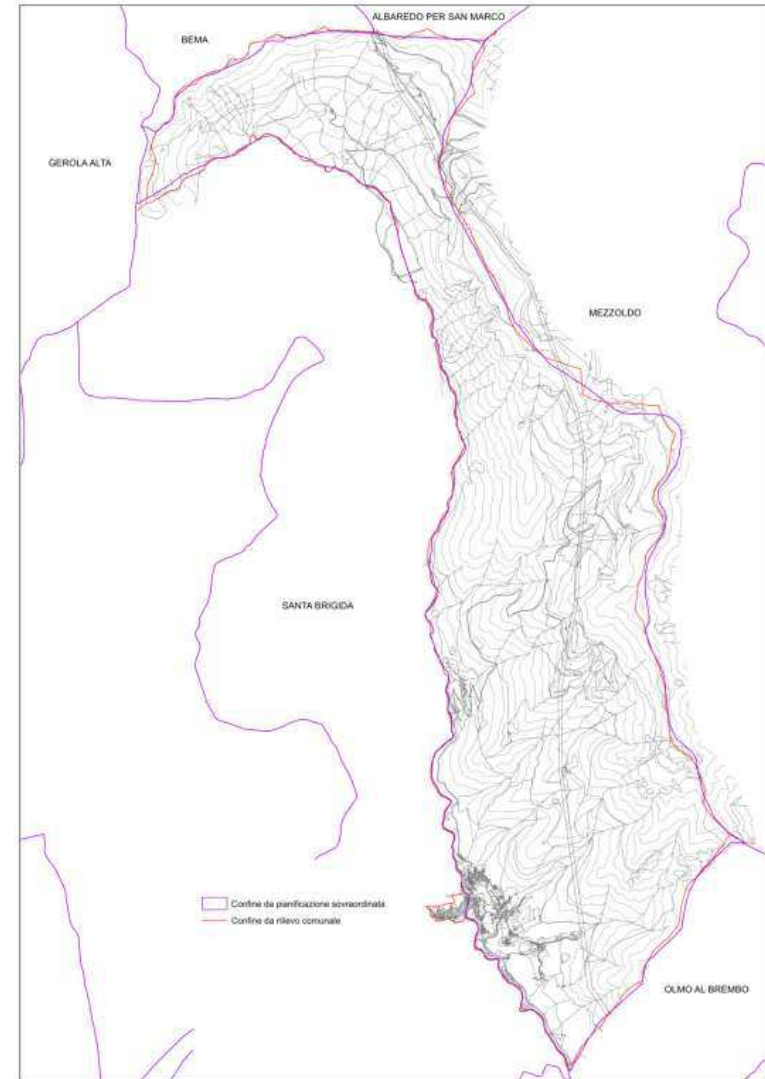 ALBAREDO PER SAN MARCO
BEMA
GEROLA ALTA
MEZZOLDO
SANTA BRIGIDA
Confine da pianificazione sovraordinata
Confine da rilievo comunale
OLMO AL BREMBO